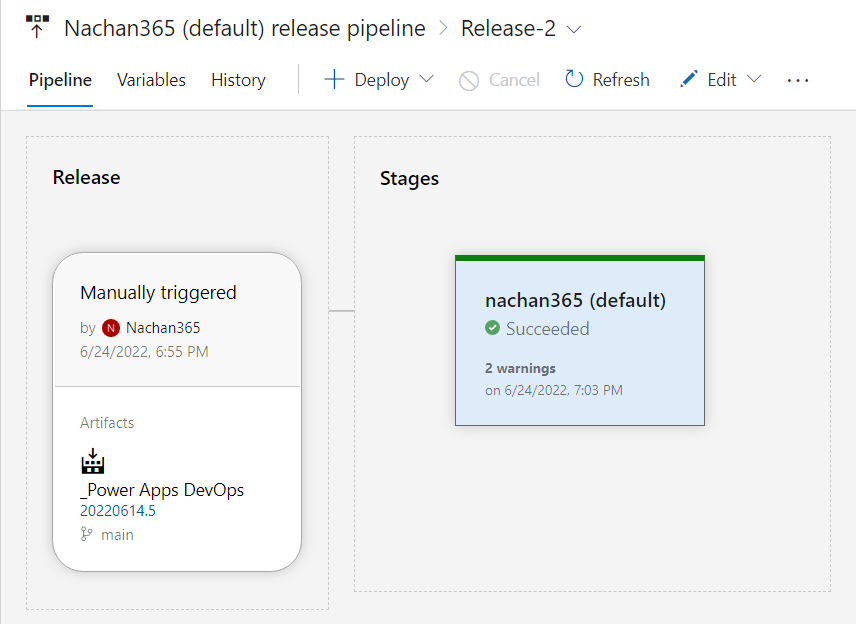 Nachan365 (default) release pipeline > Release-2
Pipeline Variables History Deploy Cancel Refresh Edit ...
Release
Stages
Manually triggered
by N Nachan365
6/24/2022, 6:55 PM
Artifacts
_Power Apps DevOps
20220614.5
main
nachan365 (default)
Succeeded
2 warnings
on 6/24/2022, 7:03 PM